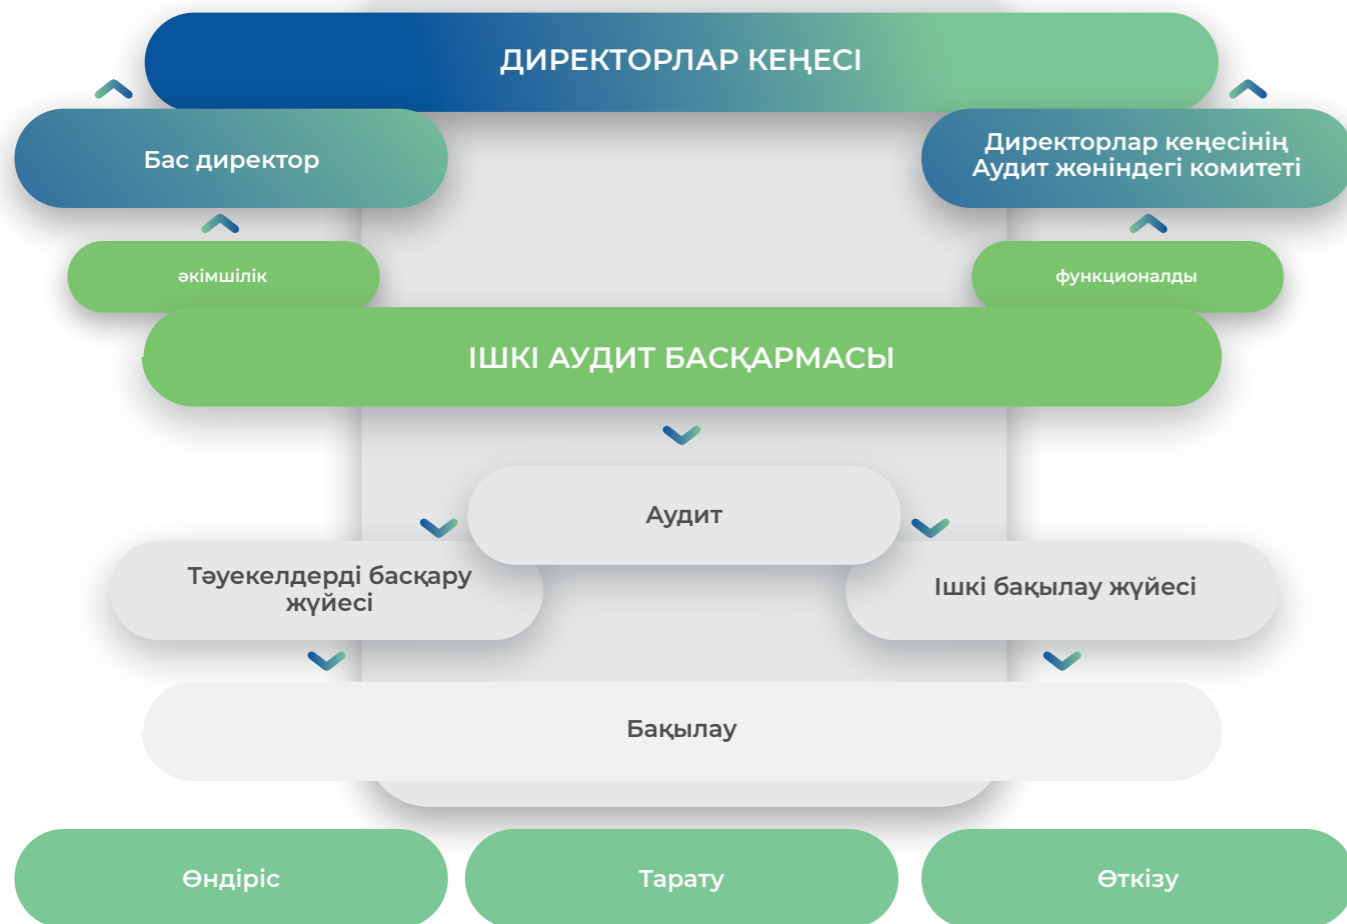 ДИРЕКТОРЛАР КЕҢЕСІ
Бас директор
Директорлар кеңесінің
Аудит жөніндегі комитеті
әкімшілік
функционалды
ІШКІ АУДИТ БАСҚАРМАСЫ
Аудит
Тәуекелдерді басқару
жүйесі
Ішкі бақылау жүйесі
Бақылау
Өндіріс
Тарату
Өткізу